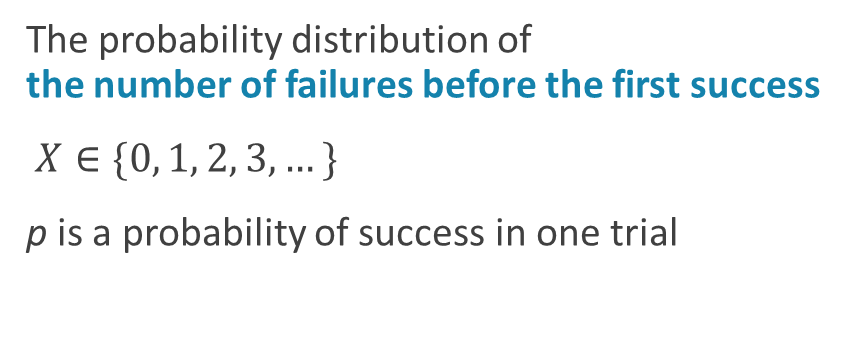 The probability distribution of
the number of failures before the first success
X ∈ {0, 1, 2, 3, … }
p is a probability of success in one trial